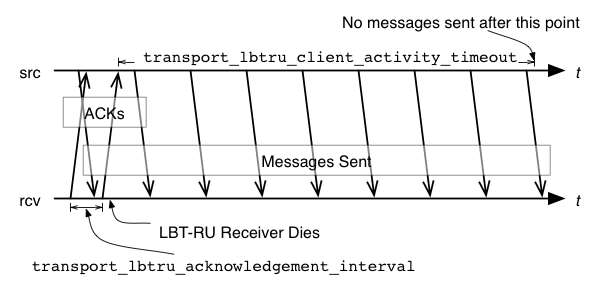 No messages sent after this point
transport_lbtru_client_activity_timeout
src
t
ACKs
Messages Sent
rcv
t
LBT-RU Receiver Dies
transport_lbtru_acknowledgement_interval